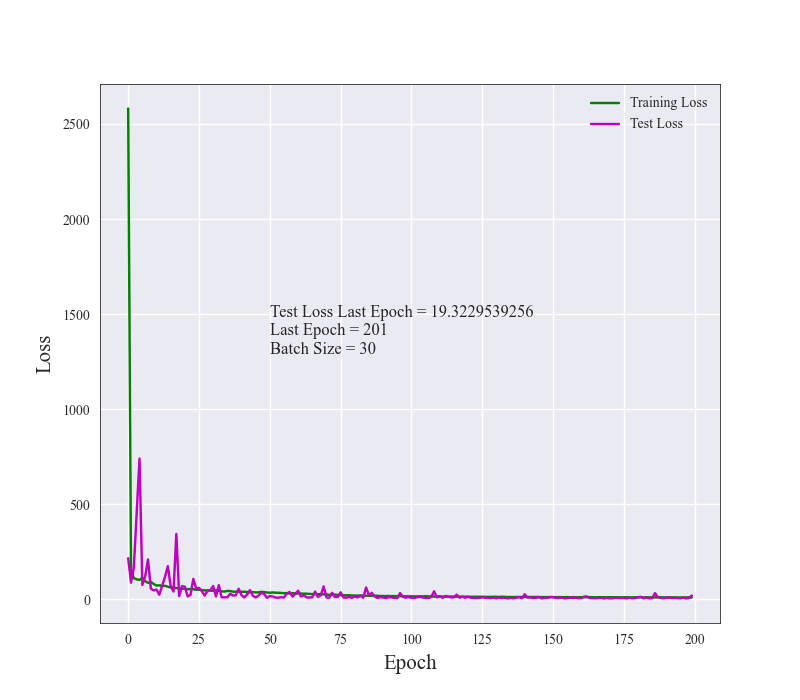 Training Loss
Test Loss
2500
2000
1500
1000
500
0
Test Loss Last Epoch = 19.3229539256
Last Epoch = 201
Batch Size = 30
Loss
0 25 50 75 100 125 150 175 200
Epoch